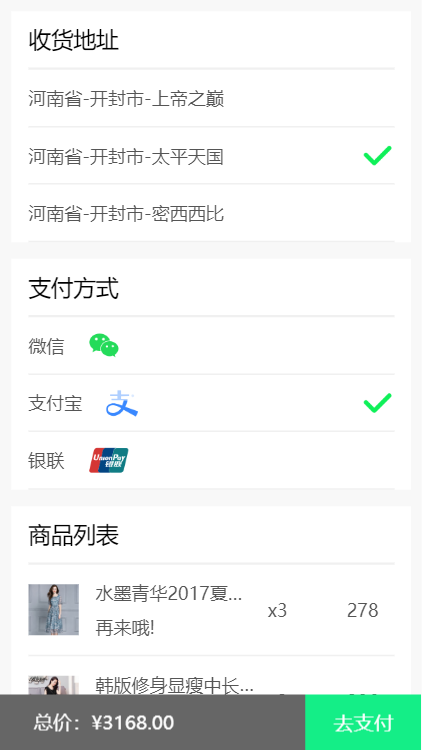 收货地址
河南省-开封市-上帝之巅
河南省-开封市-太平天国
河南省-开封市-密西西比
支付方式
微信
支付宝 支
银联 UnionPay 银联
商品列表
水墨青华2017夏... x3 278
再来哦!
韩版修身显瘦中长...
总价：¥3168.00 去支付